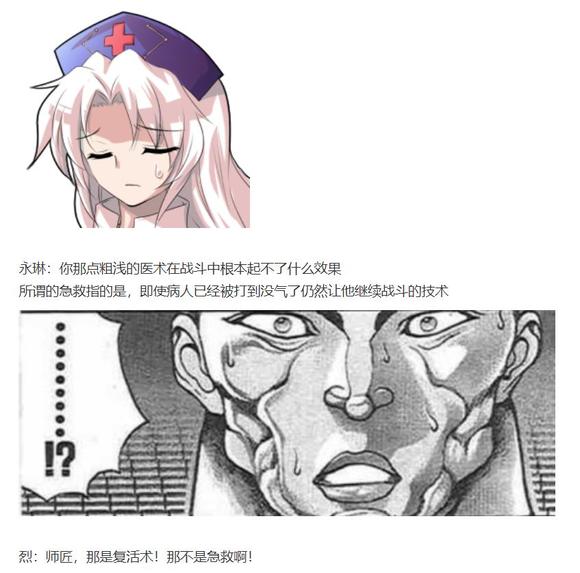 永琳：你那点粗浅的医术在战斗中根本起不了什么效果
所谓的急救指的是，即使病人已经被打到没气了仍然让他继续战斗的技术
………
!?
烈：师匠，那是复活术！那不是急救啊！